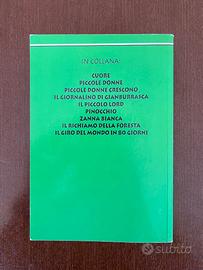 IN COLLANA:
CUORE
PICCOLE DONNE
PICCOLE DONNE CRESCONO
IL GIORNALINO DI GIANBURRASCA
IL PICCOLO LORD
PINOCCHIO
ZANNA BIANCA
IL RICHIAMO DELLA FORESTA
IL GIRO DEL MONDO IN 80 GIORNI
subito